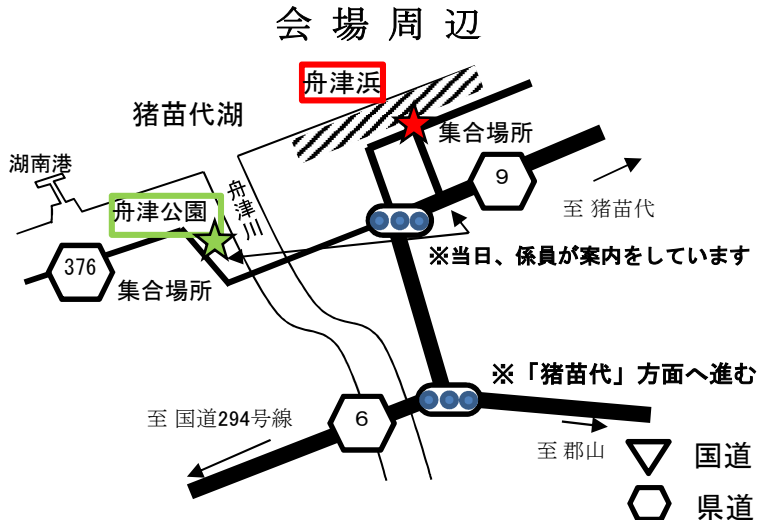 会場周辺
舟津浜
猪苗代湖
集合場所
湖南港
9
舟津公園
舟津川
至 猪苗代
376
※当日、係員が案内をしています
集合場所
※「猪苗代」方面へ進む
至 国道294号線
6
至 郡山
国道
県道